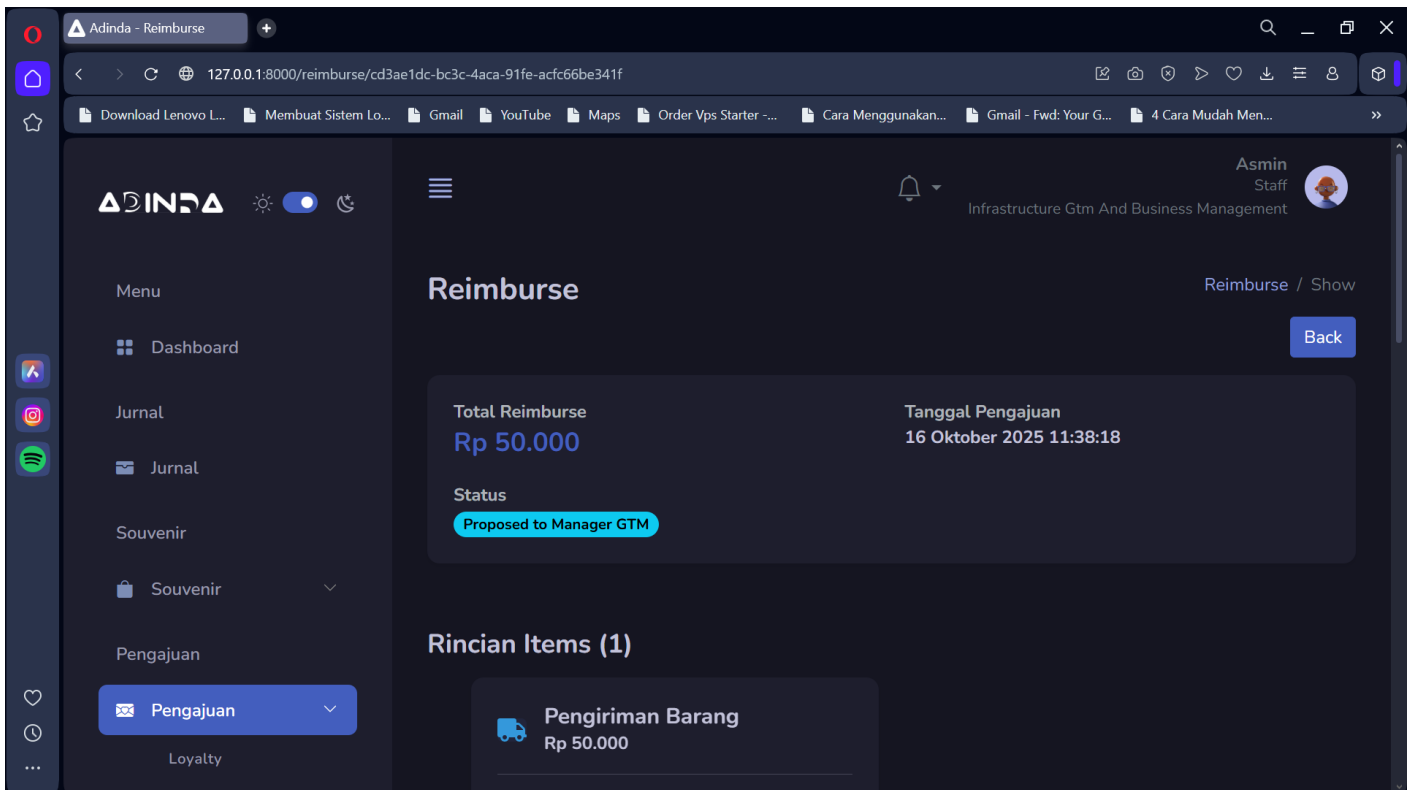 Adinda - Reimburse
127.0.0.1:8000/reimburse/cd3ae1dc-bc3c-4aca-91fe-acfc66be341f
Download Lenovo L... Membuat Sistem Lo... Gmail YouTube Maps Order Vps Starter -... Cara Menggunakan... Gmail - Fwd: Your G... 4 Cara Mudah Men...
ADINDA
Asmin
Staff
Infrastructure Gtm And Business Management
Menu
Dashboard
Jurnal
Jurnal
Souvenir
Souvenir
Pengajuan
Pengajuan
Loyalty
Reimburse
Reimburse / Show
Back
Total Reimburse
Rp 50.000
Tanggal Pengajuan
16 Oktober 2025 11:38:18
Status
Proposed to Manager GTM
Rincian Items (1)
Pengiriman Barang
Rp 50.000